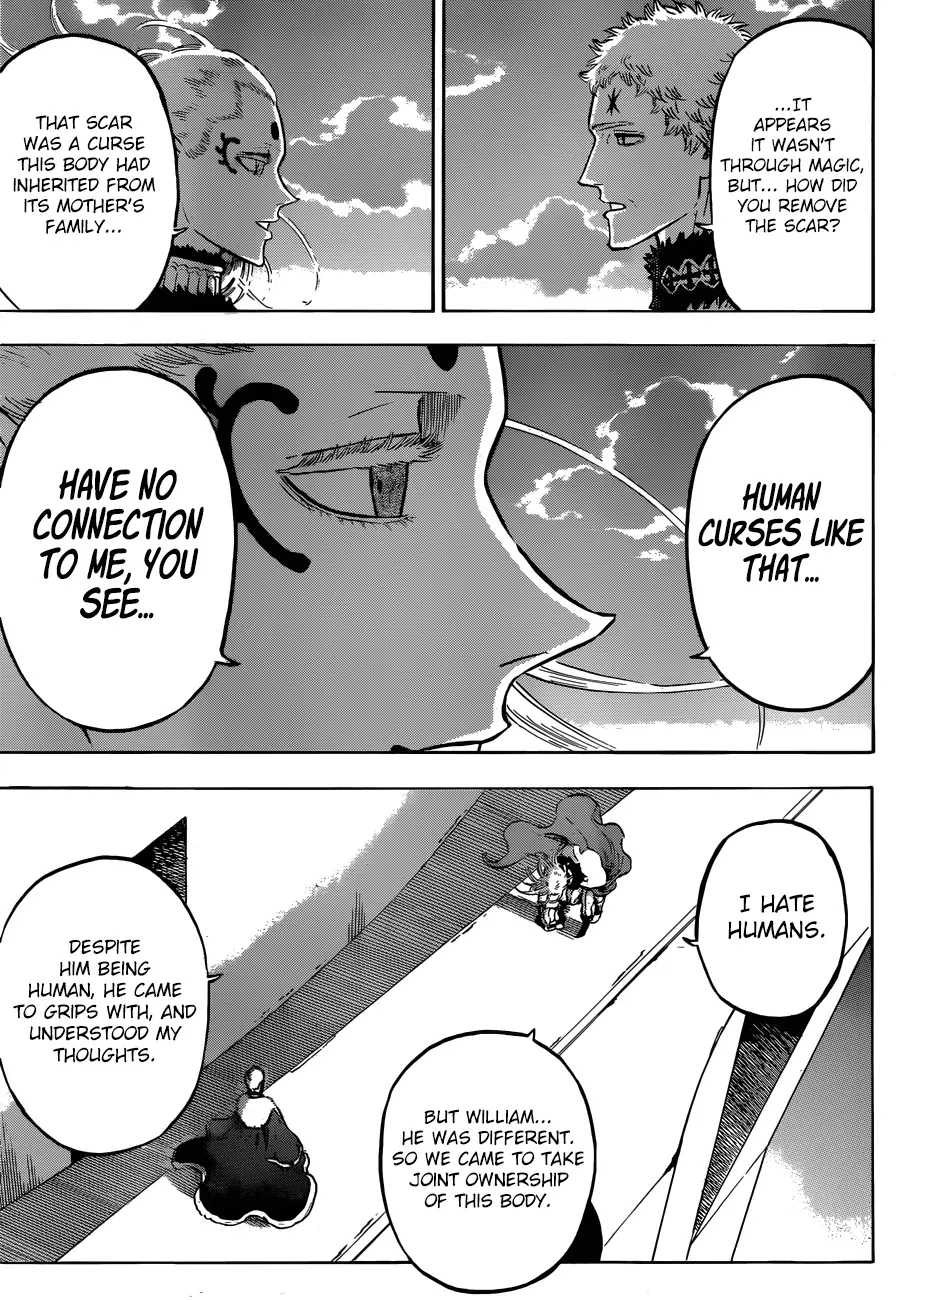 ...IT
APPEARS
IT WASN'T
THROUGH MAGIC,
BUT... HOW DID
YOU REMOVE
THE SCAR?
THAT SCAR
WAS A CURSE
THIS BODY HAD
INHERITED FROM
ITS MOTHER'S
FAMILY...
HUMAN
CURSES LIKE
THAT...
HAVE NO
CONNECTION
TO ME, YOU
SEE...
I HATE
HUMANS.
BUT WILLIAM...
HE WAS DIFFERENT.
SO WE CAME TO TAKE
JOINT OWNERSHIP
OF THIS BODY.
DESPITE
HIM BEING
HUMAN, HE CAME
TO GRIPS WITH, AND
UNDERSTOOD MY
THOUGHTS.